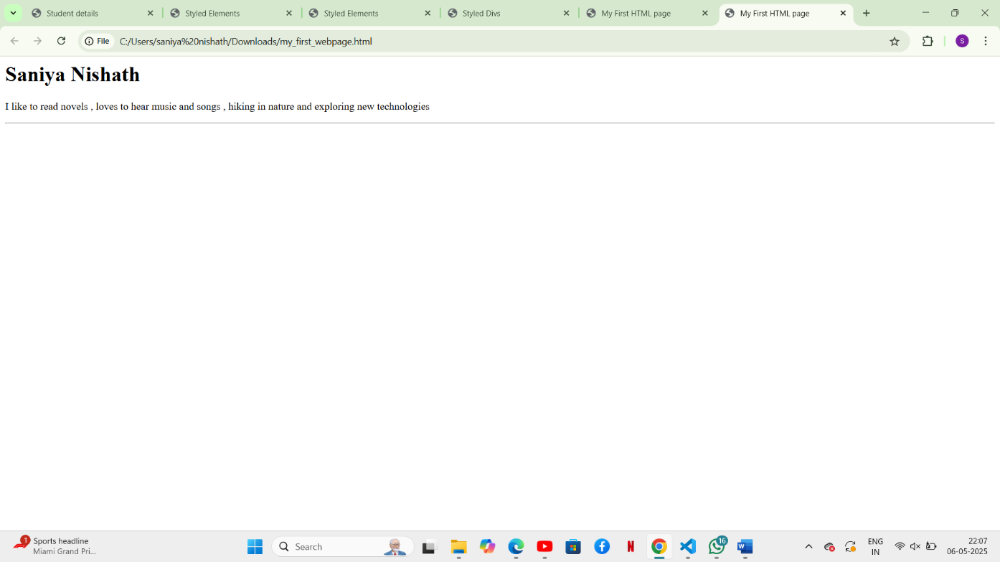 Student details
Styled Elements
Styled Elements
Styled Divs
My First HTML page
My First HTML page
File
C:/Users/saniya%20nishath/Downloads/my_first_webpage.html
S
Saniya Nishath
I like to read novels , loves to hear music and songs , hiking in nature and exploring new technologies
1
Sports headline
Miami Grand Pri...
Search
N
16
W
ENG
IN
22:07
06-05-2025